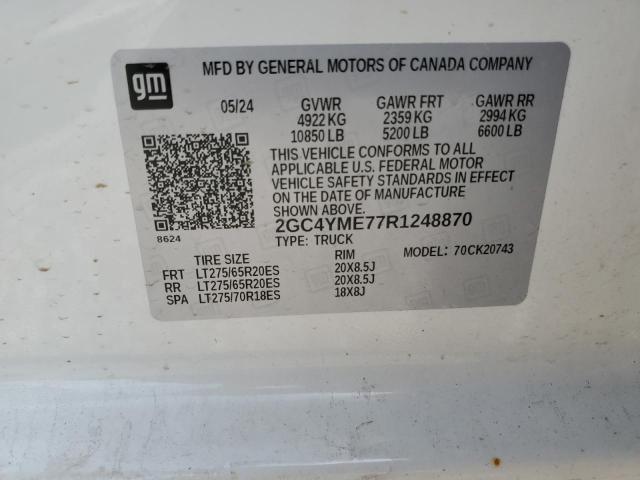 gm
MFD BY GENERAL MOTORS OF CANADA COMPANY
05/24 GVWR GAWR FRT GAWR RR
4922 KG 2359 KG 2994 KG
10850 LB 5200 LB 6600 LB
THIS VEHICLE CONFORMS TO ALL
APPLICABLE U.S. FEDERAL MOTOR
VEHICLE SAFETY STANDARDS IN EFFECT
ON THE DATE OF MANUFACTURE
SHOWN ABOVE.
8624
2GC4YME77R1248870
TYPE: TRUCK MODEL: 70CK20743
TIRE SIZE RIM
FRT LT275/65R20ES 20X8.5J
RR LT275/65R20ES 20X8.5J
SPA LT275/70R18ES 18X8J